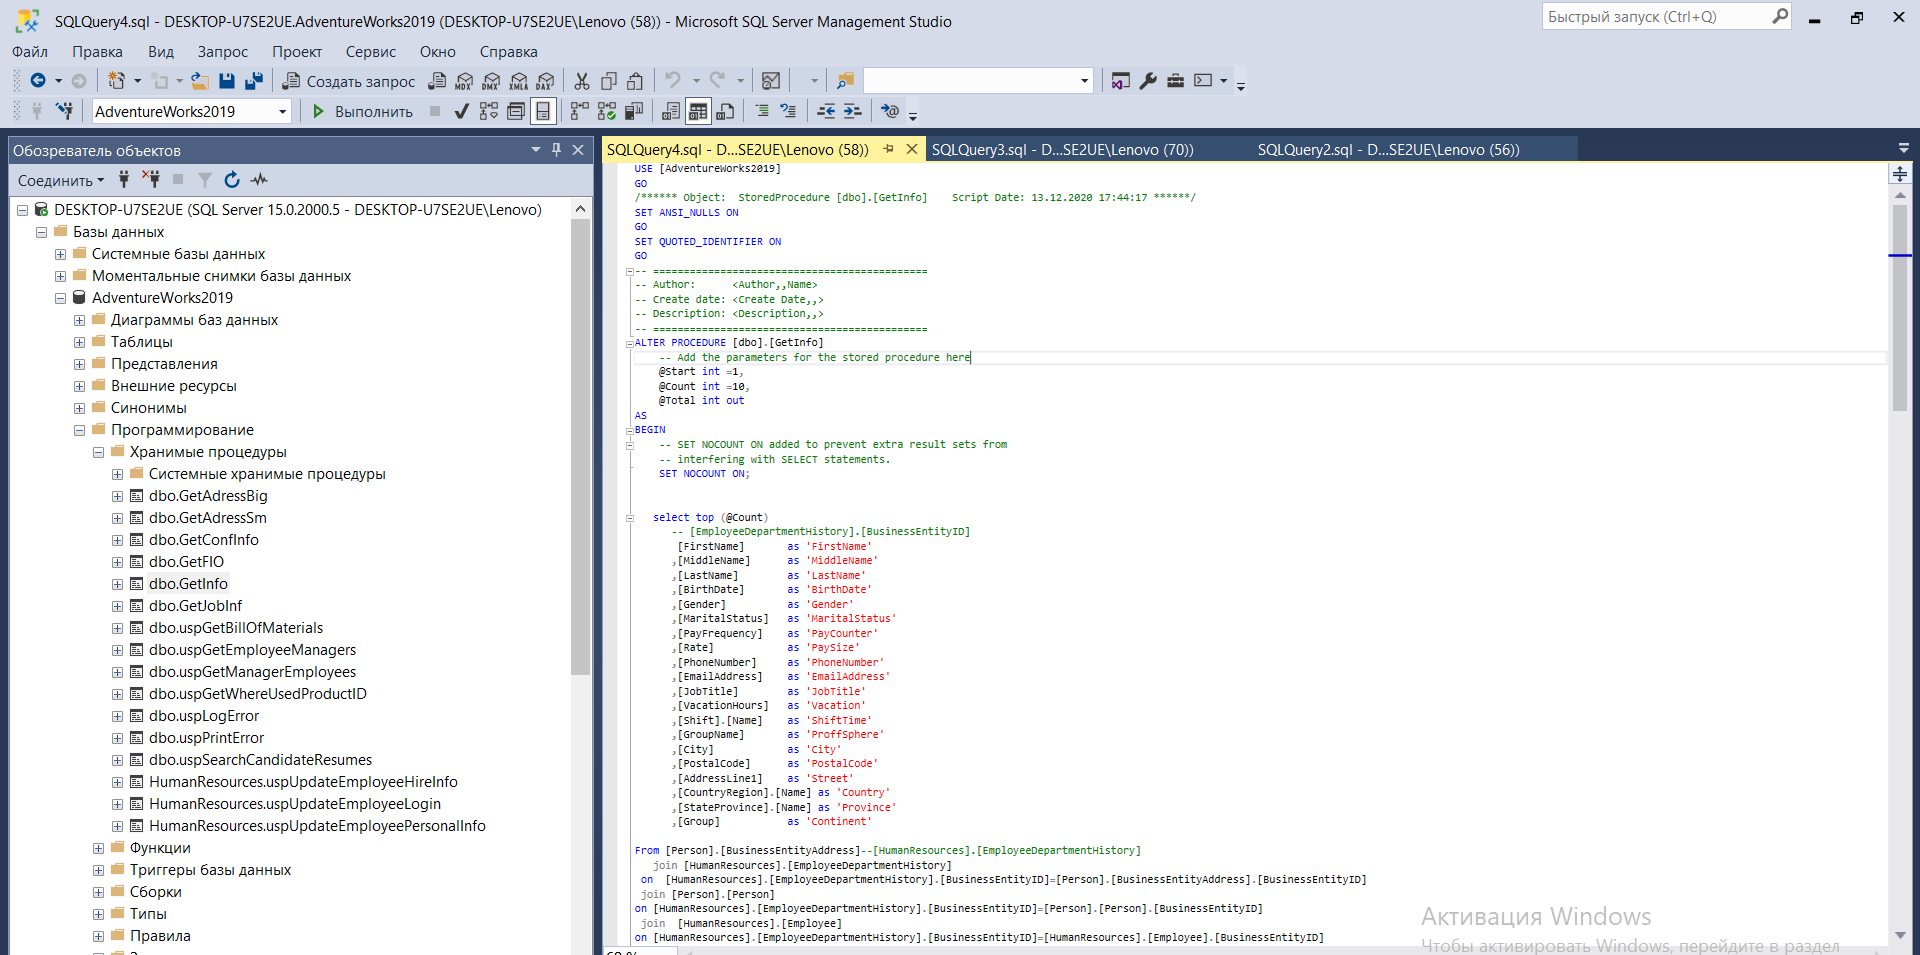 SQLQuery4.sql - DESKTOP-U7SE2UE.AdventureWorks2019 (DESKTOP-U7SE2UE\Lenovo (58)) - Microsoft SQL Server Management Studio
Быстрый запуск (Ctrl+Q)
Файл Правка Вид Запрос Проект Сервис Окно Справка
Создать запрос MDX DMX XMLA DAX
AdventureWorks2019 Выполнить
Обозреватель объектов
Соединить
DESKTOP-U7SE2UE (SQL Server 15.0.2000.5 - DESKTOP-U7SE2UE\Lenovo)
Базы данных
Системные базы данных
Моментальные снимки базы данных
AdventureWorks2019
Диаграммы баз данных
Таблицы
Представления
Внешние ресурсы
Синонимы
Программирование
Хранимые процедуры
Системные хранимые процедуры
dbo.GetAdressBig
dbo.GetAdressSm
dbo.GetConfInfo
dbo.GetFIO
dbo.GetInfo
dbo.GetJobInf
dbo.uspGetBillOfMaterials
dbo.uspGetEmployeeManagers
dbo.uspGetManagerEmployees
dbo.uspGetWhereUsedProductID
dbo.uspLogError
dbo.uspPrintError
dbo.uspSearchCandidateResumes
HumanResources.uspUpdateEmployeeHireInfo
HumanResources.uspUpdateEmployeeLogin
HumanResources.uspUpdateEmployeePersonalInfo
Функции
Триггеры базы данных
Сборки
Типы
Правила
SQLQuery4.sql - D...SE2UE\Lenovo (58)) SQLQuery3.sql - D...SE2UE\Lenovo (70)) SQLQuery2.sql - D...SE2UE\Lenovo (56))
USE [AdventureWorks2019]
GO
/****** Object:  StoredProcedure [dbo].[GetInfo]    Script Date: 13.12.2020 17:44:17 ******/
SET ANSI_NULLS ON
GO
SET QUOTED_IDENTIFIER ON
GO
-- =============================================
-- Author:      <Author,,Name>
-- Create date: <Create Date,,>
-- Description: <Description,,>
-- =============================================
ALTER PROCEDURE [dbo].[GetInfo]
-- Add the parameters for the stored procedure here
@Start int =1,
@Count int =10,
@Total int out
AS
BEGIN
-- SET NOCOUNT ON added to prevent extra result sets from
-- interfering with SELECT statements.
SET NOCOUNT ON;
select top (@Count)
-- [EmployeeDepartmentHistory].[BusinessEntityID]
[FirstName]       as 'FirstName'
,[MiddleName]      as 'MiddleName'
,[LastName]        as 'LastName'
,[BirthDate]       as 'BirthDate'
,[Gender]          as 'Gender'
,[MaritalStatus]   as 'MaritalStatus'
,[PayFrequency]    as 'PayCounter'
,[Rate]            as 'PaySize'
,[PhoneNumber]     as 'PhoneNumber'
,[EmailAddress]    as 'EmailAddress'
,[JobTitle]        as 'JobTitle'
,[VacationHours]   as 'Vacation'
,[Shift].[Name]    as 'ShiftTime'
,[GroupName]       as 'ProffSphere'
,[City]            as 'City'
,[PostalCode]      as 'PostalCode'
,[AddressLine1]    as 'Street'
,[CountryRegion].[Name] as 'Country'
,[StateProvince].[Name] as 'Province'
,[Group]           as 'Continent'
From [Person].[BusinessEntityAddress]--[HumanResources].[EmployeeDepartmentHistory]
join [HumanResources].[EmployeeDepartmentHistory]
on  [HumanResources].[EmployeeDepartmentHistory].[BusinessEntityID]=[Person].[BusinessEntityAddress].[BusinessEntityID]
join [Person].[Person]
on [HumanResources].[EmployeeDepartmentHistory].[BusinessEntityID]=[Person].[Person].[BusinessEntityID]
join  [HumanResources].[Employee]
on [HumanResources].[EmployeeDepartmentHistory].[BusinessEntityID]=[HumanResources].[Employee].[BusinessEntityID]
Активация Windows
Чтобы активировать Windows, перейдите в раздел